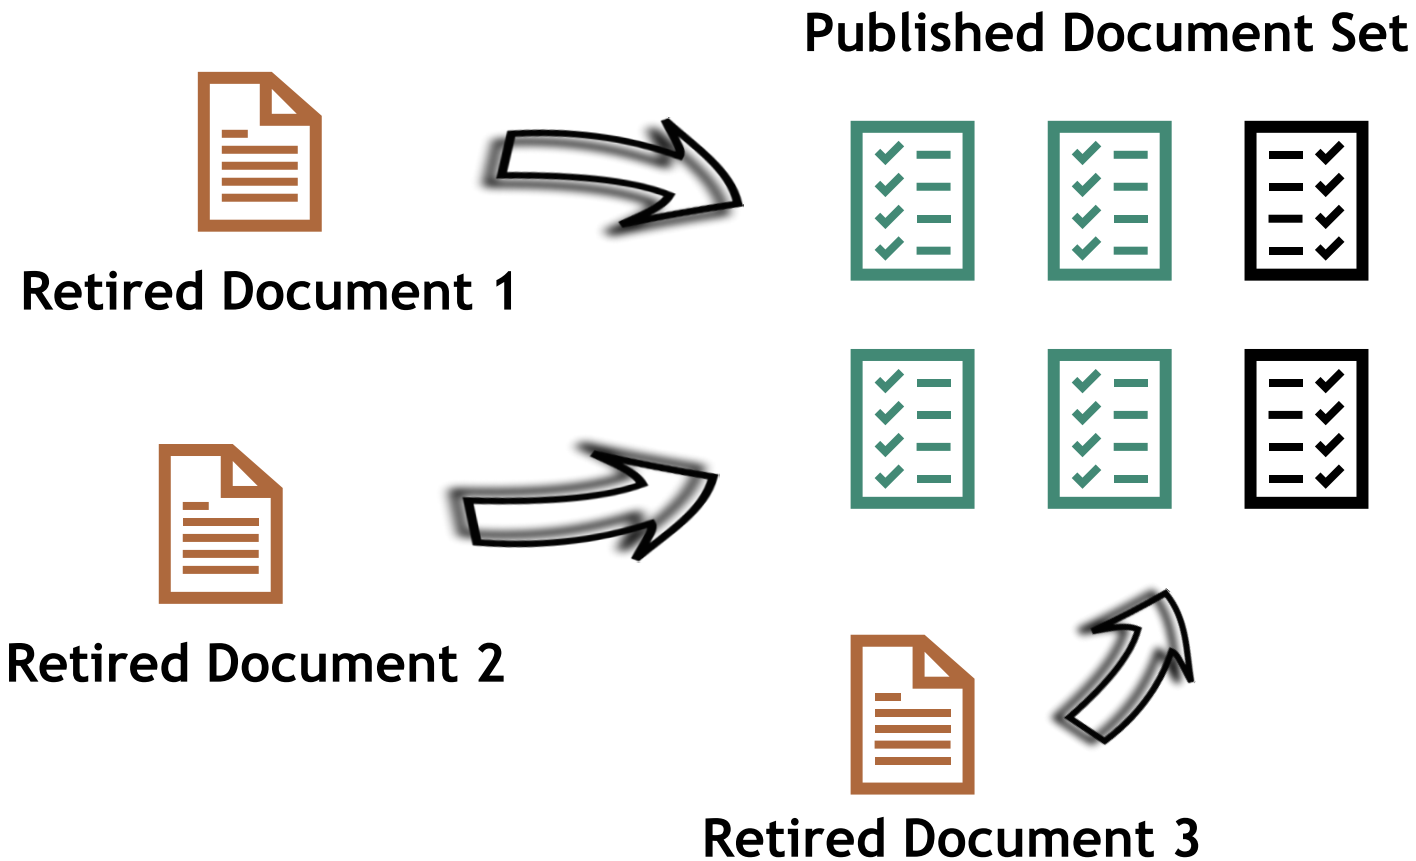 Published Document Set
Retired Document 1
Retired Document 2
Retired Document 3